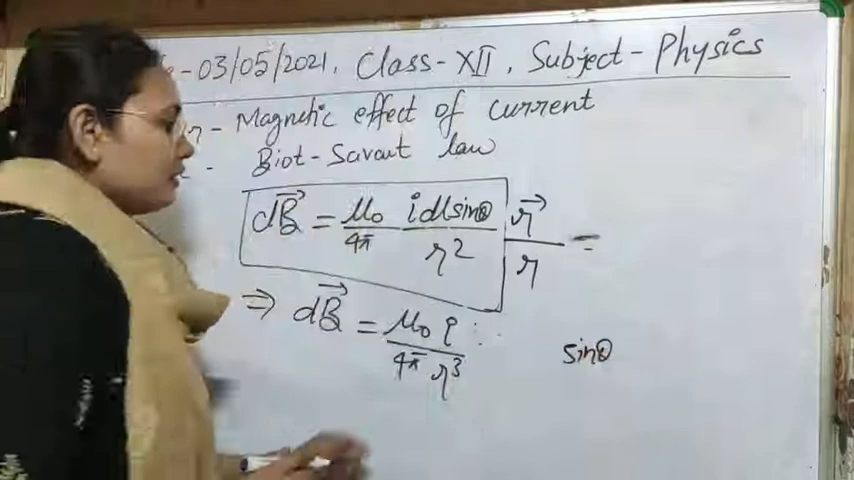 - 03/05/2021, Class - XII, Subject - Physics
- Magnetic effect of current
- Biot - Savart law
dB⃗ = μ₀/4π idl sinθ/r² r⃗/r =
⇒ dB⃗ = μ₀ i/4π r³
sinθ